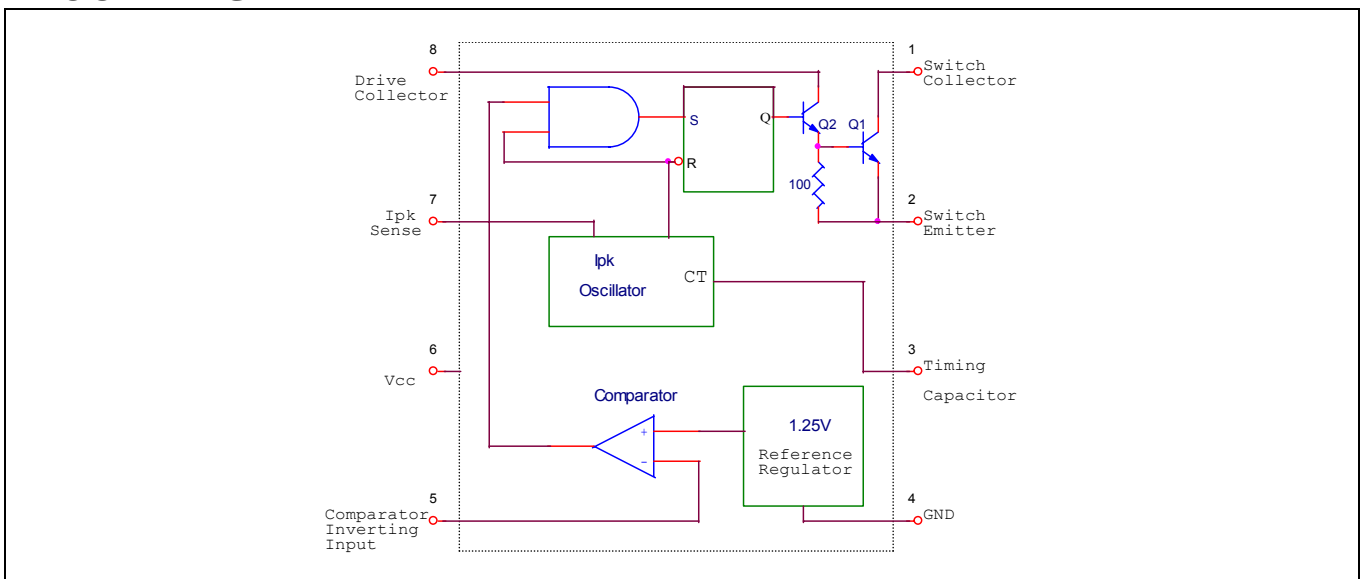 8
Drive
Collector
1
Switch
Collector
S
Q
R
Q2
Q1
100
7
Ipk
Sense
2
Switch
Emitter
Ipk
Oscillator
CT
6
Vcc
3
Timing
Capacitor
Comparator
+
-
1.25V
Reference
Regulator
5
Comparator
Inverting
Input
4
GND